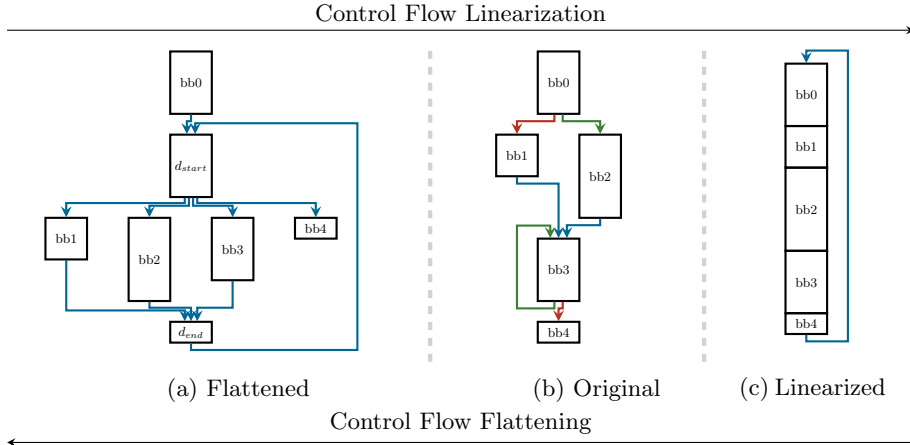 Control Flow Linearization
bb0
d_start
bb1
bb2
bb3
bb4
d_end
(a) Flattened
bb0
bb1
bb2
bb3
bb4
(b) Original
bb0
bb1
bb2
bb3
bb4
(c) Linearized
Control Flow Flattening